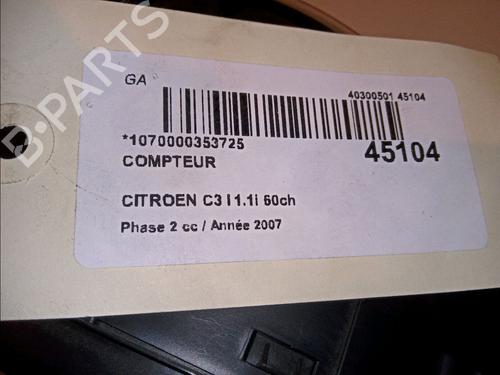 B-PARTS
GA
40300501 45104
*1070000353725
45104
COMPTEUR
CITROEN C3 I 1.1i 60ch
Phase 2 cc / Année 2007